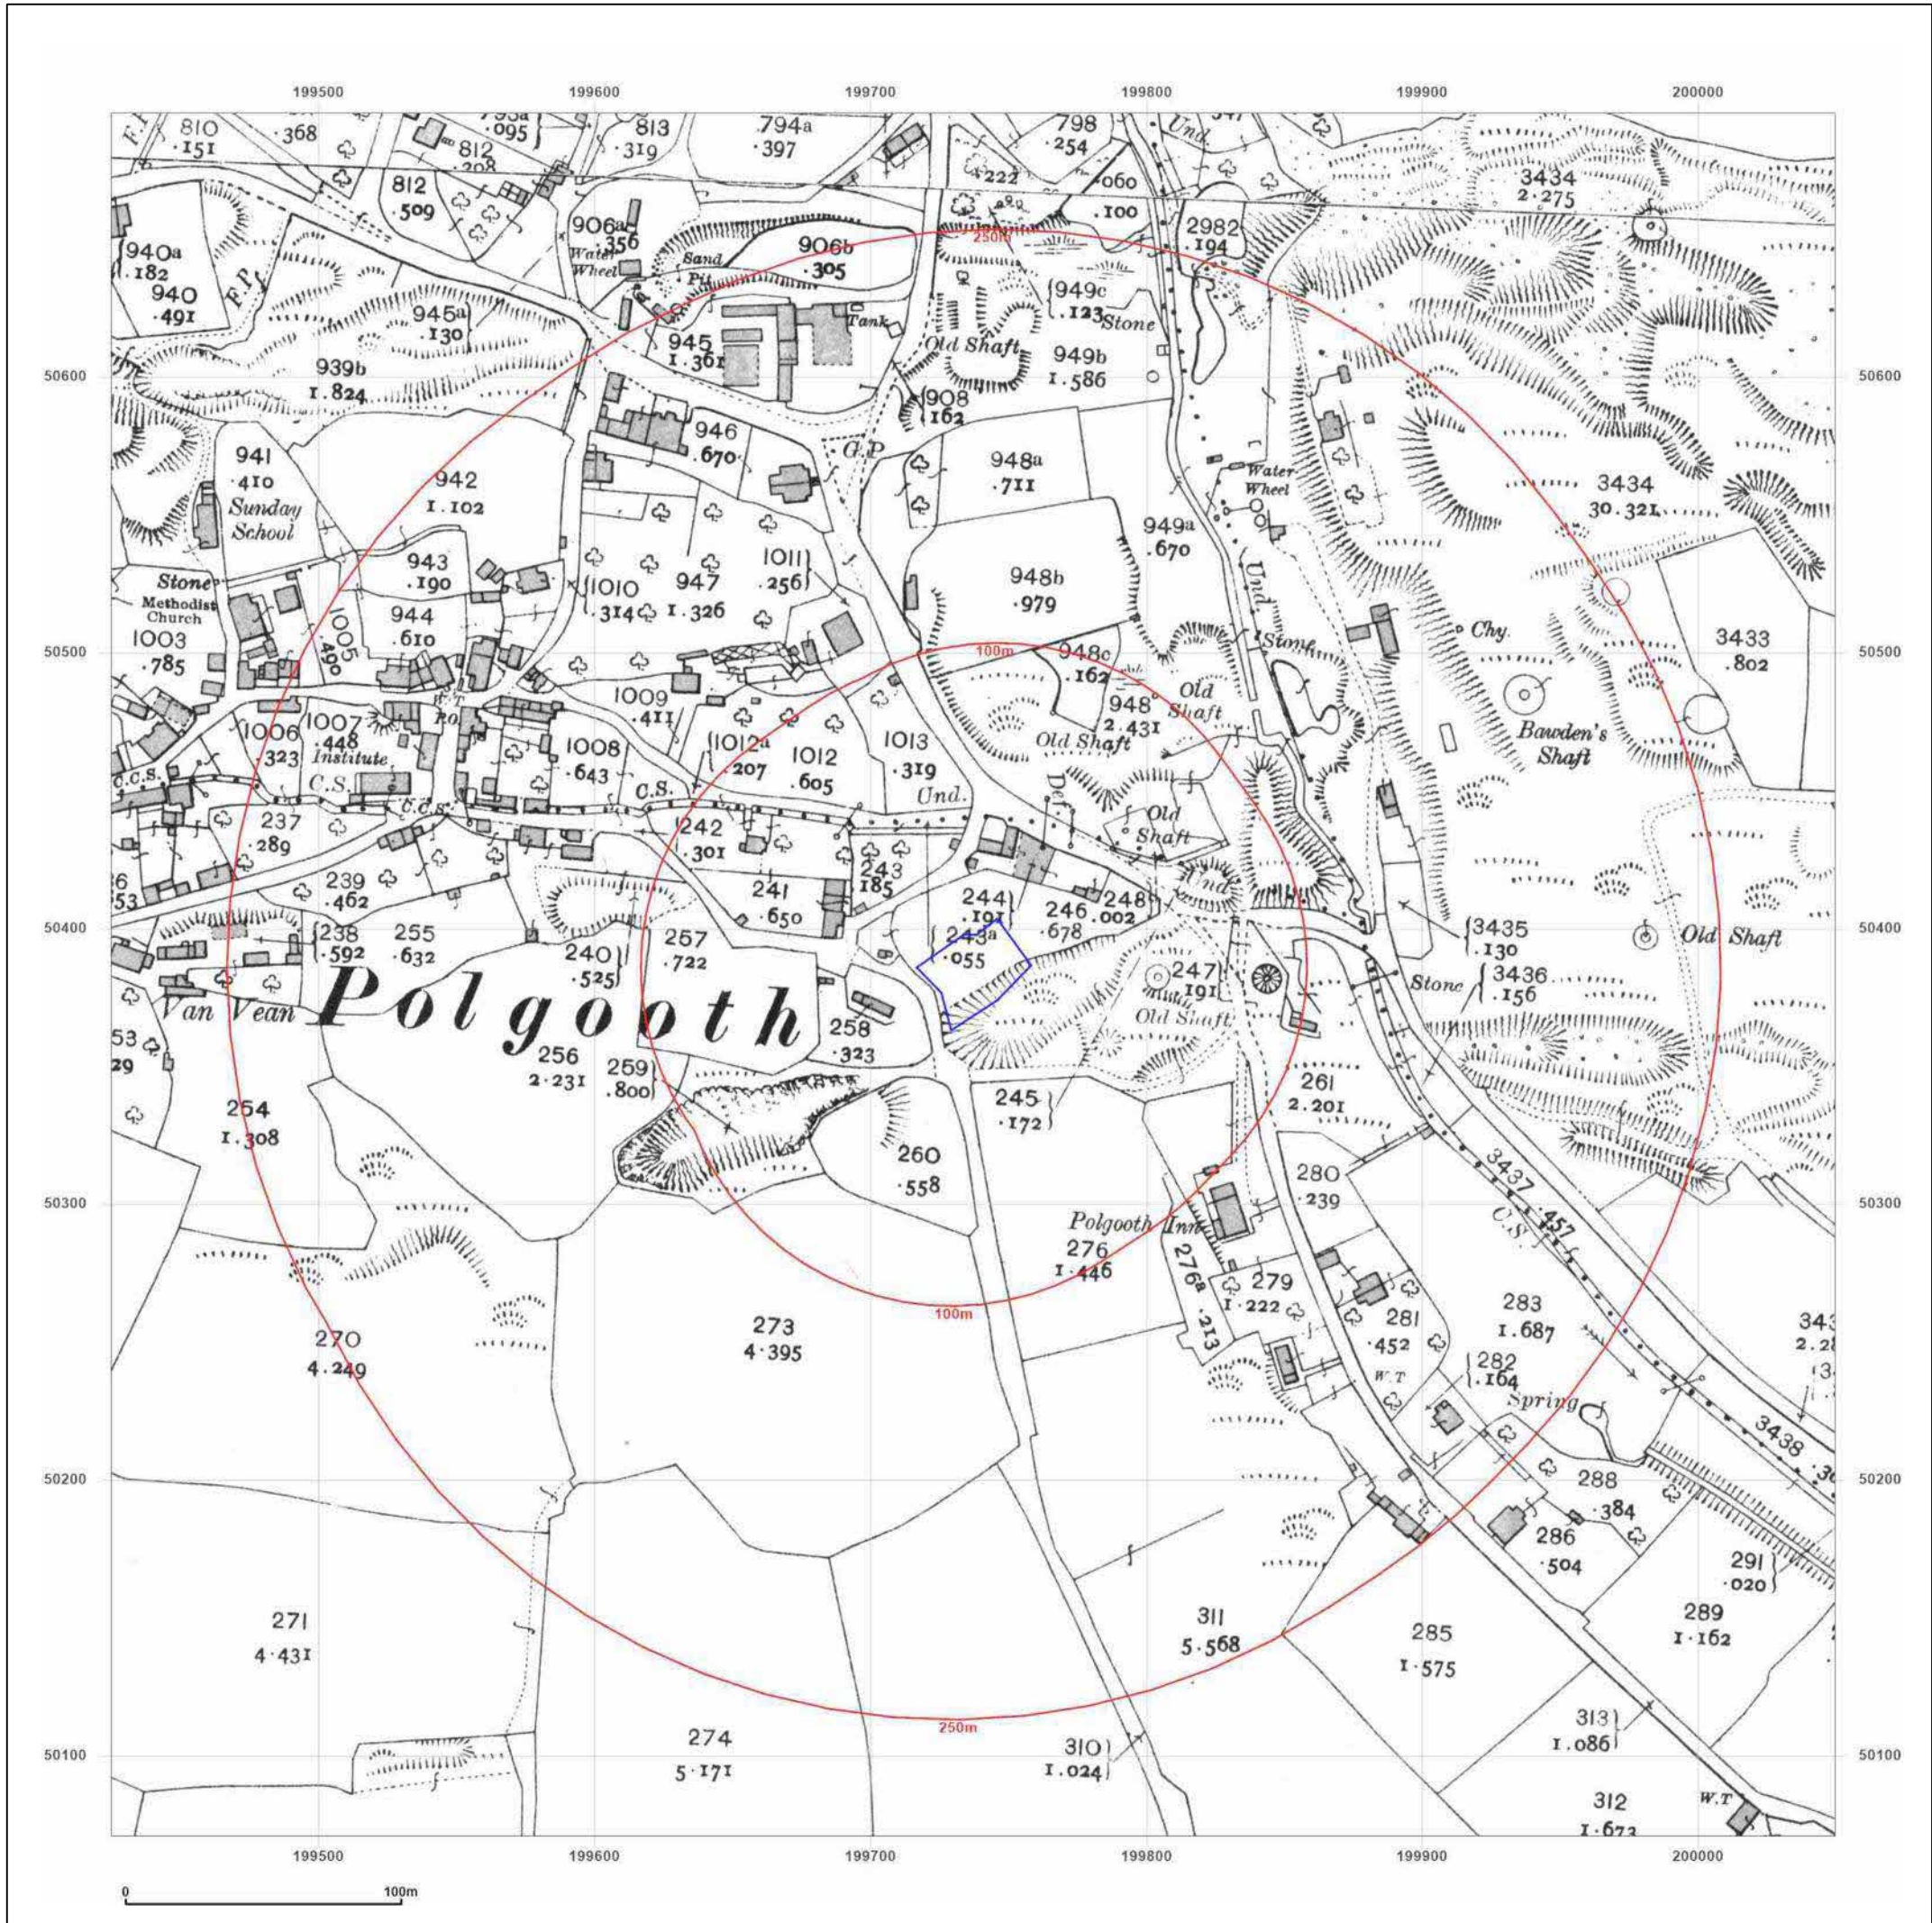 199500 199600 199700 199800 199900 200000
810
.151
.368
812
.208
.095
813
.319
794a
.397
798
.254
Und.
812
.509
906a
.356
Water
Wheel
Sand
Pit
906b
.305
.222
.060
.100
2982
.194
3434
2.275
250m
940a
.182
940
.491
F.P.
945a
.130
939b
1.824
945
1.361
Tank
Old Shaft
949c
.123
Stone
949b
1.586
50600
50600
908
.162
G.P.
941
.410
Sunday
School
942
1.102
946
.670
948a
.711
949a
.670
Water
Wheel
3434
30.321
Und.
943
.190
944
.610
1010
.314
947
1.326
1011
.256
948b
.979
Stone
Methodist
Church
1003
.785
1005
.490
50500
50500
100m
948c
.162
Stone
Chy.
3433
.802
Old
Shaft
948
2.431
Old Shaft
Bawden's
Shaft
1009
.411
1006
.323
1007
.448
Institute
P.O.
1008
.643
1012a
.207
1012
.605
1013
.319
Und.
Def.
Old
Shaft
C.C.S.
C.S.
C.C.S.
C.S.
237
.289
242
.301
243
.185
241
.650
239
.462
244
.101
246
.678
248
.002
Und.
3435
.130
Old Shaft
50400
50400
238
.592
255
.632
240
.525
257
.722
243a
.055
247
.191
Old Shaft
Stone
3436
.156
Van Vean
Polgooth
53
29
256
2.231
259
.800
258
.323
245
.172
261
2.201
254
1.308
260
.558
280
.239
3437
.457
C.S.
50300
50300
Polgooth Inn
276
1.446
276a
.213
279
1.222
281
.452
W.T
283
1.687
282
.164
Spring
100m
270
4.249
273
4.395
3438
288
.384
50200
50200
286
.504
291
.020
271
4.431
311
5.568
285
1.575
289
1.162
250m
274
5.171
310
1.024
313
1.086
50100
50100
312
1.673
W.T
199500 199600 199700 199800 199900 200000
0 100m